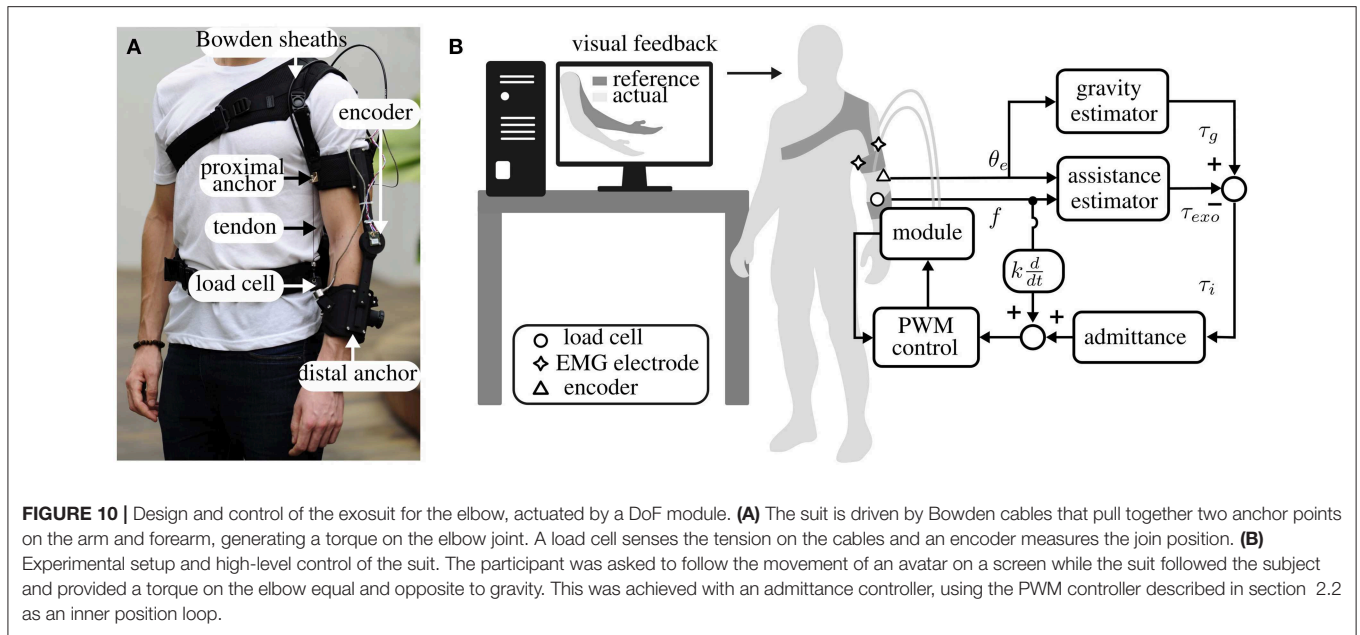 A
Bowden sheaths
encoder
proximal
anchor
tendon
load cell
distal anchor
B
visual feedback
reference
actual
gravity
estimator
τ_g
+
θ_e
assistance
estimator
−
τ_exo
f
module
k d/dt
τ_i
+
+
PWM
control
admittance
load cell
EMG electrode
encoder
FIGURE 10 | Design and control of the exosuit for the elbow, actuated by a DoF module. (A) The suit is driven by Bowden cables that pull together two anchor points
on the arm and forearm, generating a torque on the elbow joint. A load cell senses the tension on the cables and an encoder measures the join position. (B)
Experimental setup and high-level control of the suit. The participant was asked to follow the movement of an avatar on a screen while the suit followed the subject
and provided a torque on the elbow equal and opposite to gravity. This was achieved with an admittance controller, using the PWM controller described in section 2.2
as an inner position loop.